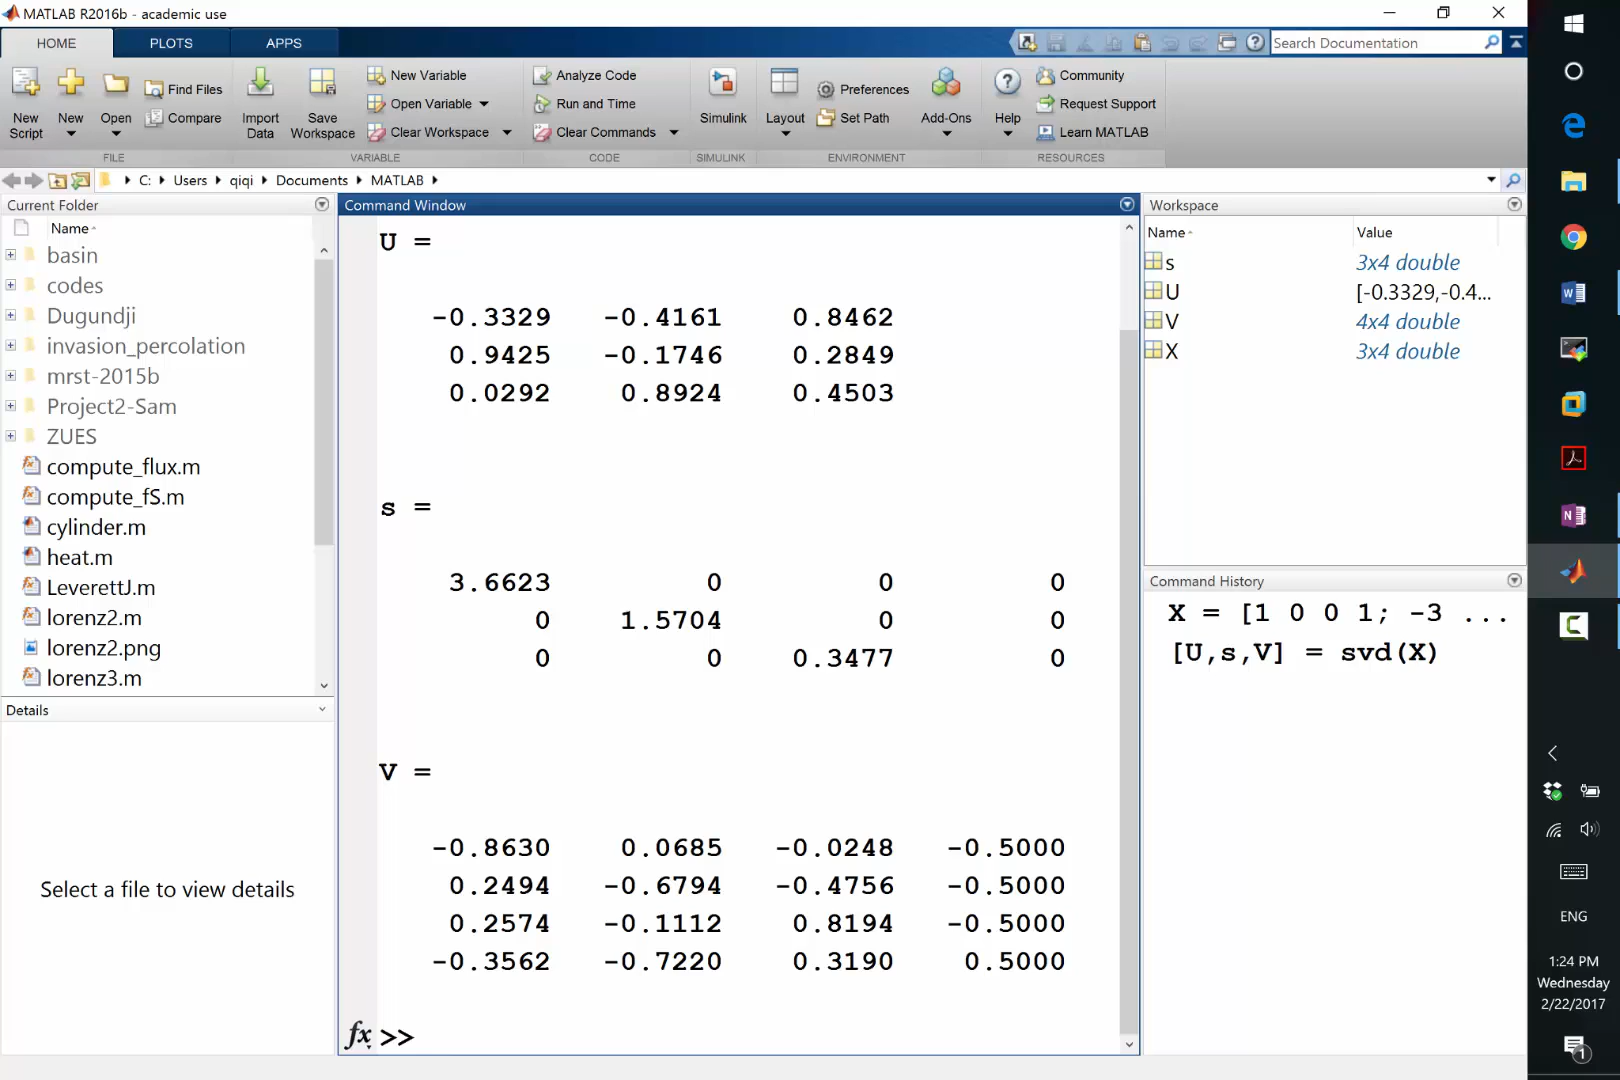 MATLAB R2016b - academic use
HOME PLOTS APPS
Search Documentation
New Script
New
Open
Find Files
Compare
Import Data
Save Workspace
New Variable
Open Variable
Clear Workspace
Analyze Code
Run and Time
Clear Commands
Simulink
Layout
Preferences
Set Path
Add-Ons
Help
Community
Request Support
Learn MATLAB
FILE VARIABLE CODE SIMULINK ENVIRONMENT RESOURCES
C: Users qiqi Documents MATLAB
Current Folder
Name
basin
codes
Dugundji
invasion_percolation
mrst-2015b
Project2-Sam
ZUES
compute_flux.m
compute_fS.m
cylinder.m
heat.m
LeverettJ.m
lorenz2.m
lorenz2.png
lorenz3.m
Details
Select a file to view details
Command Window
U =
-0.3329 -0.4161 0.8462
0.9425 -0.1746 0.2849
0.0292 0.8924 0.4503
s =
3.6623 0 0 0
0 1.5704 0 0
0 0 0.3477 0
V =
-0.8630 0.0685 -0.0248 -0.5000
0.2494 -0.6794 -0.4756 -0.5000
0.2574 -0.1112 0.8194 -0.5000
-0.3562 -0.7220 0.3190 0.5000
fx >>
Workspace
Name Value
s 3x4 double
U [-0.3329,-0.4...
V 4x4 double
X 3x4 double
Command History
X = [1 0 0 1; -3 ...
[U,s,V] = svd(X)
ENG
1:24 PM
Wednesday
2/22/2017
1